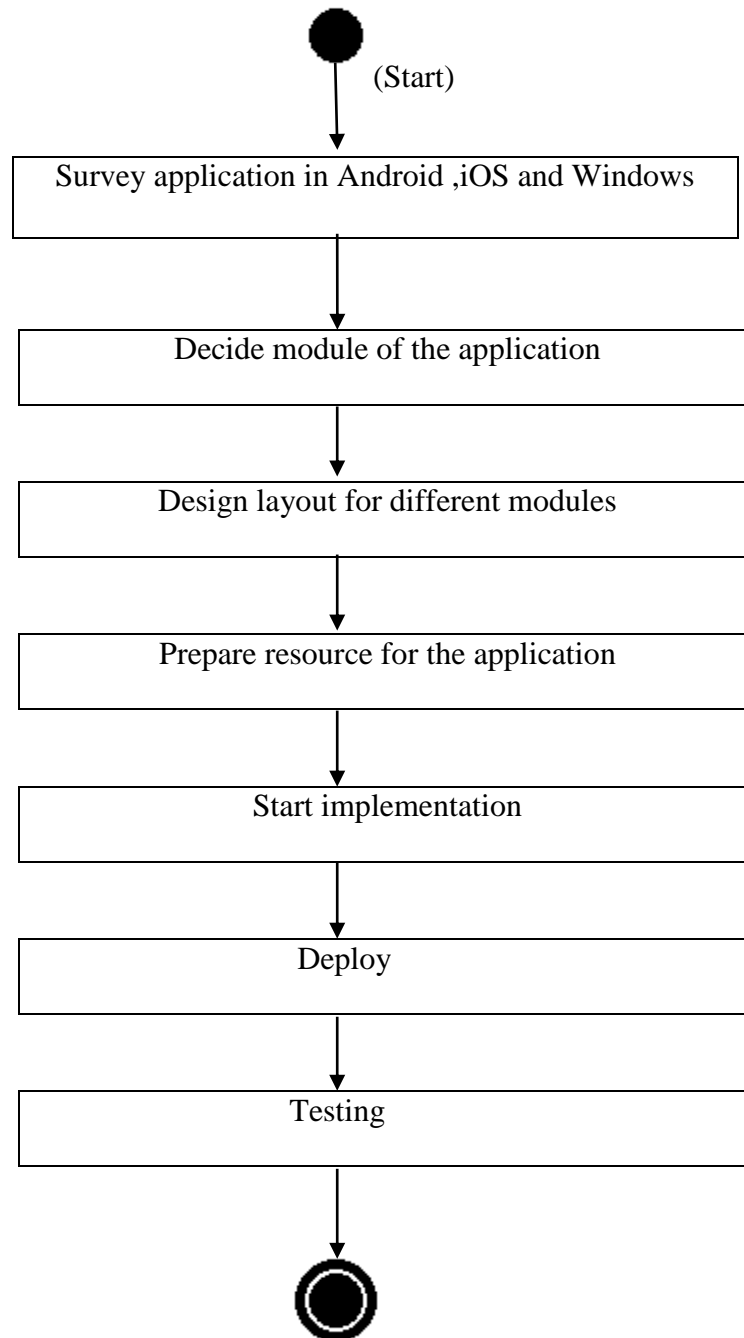 (Start)
Survey application in Android ,iOS and Windows
Decide module of the application
Design layout for different modules
Prepare resource for the application
Start implementation
Deploy
Testing